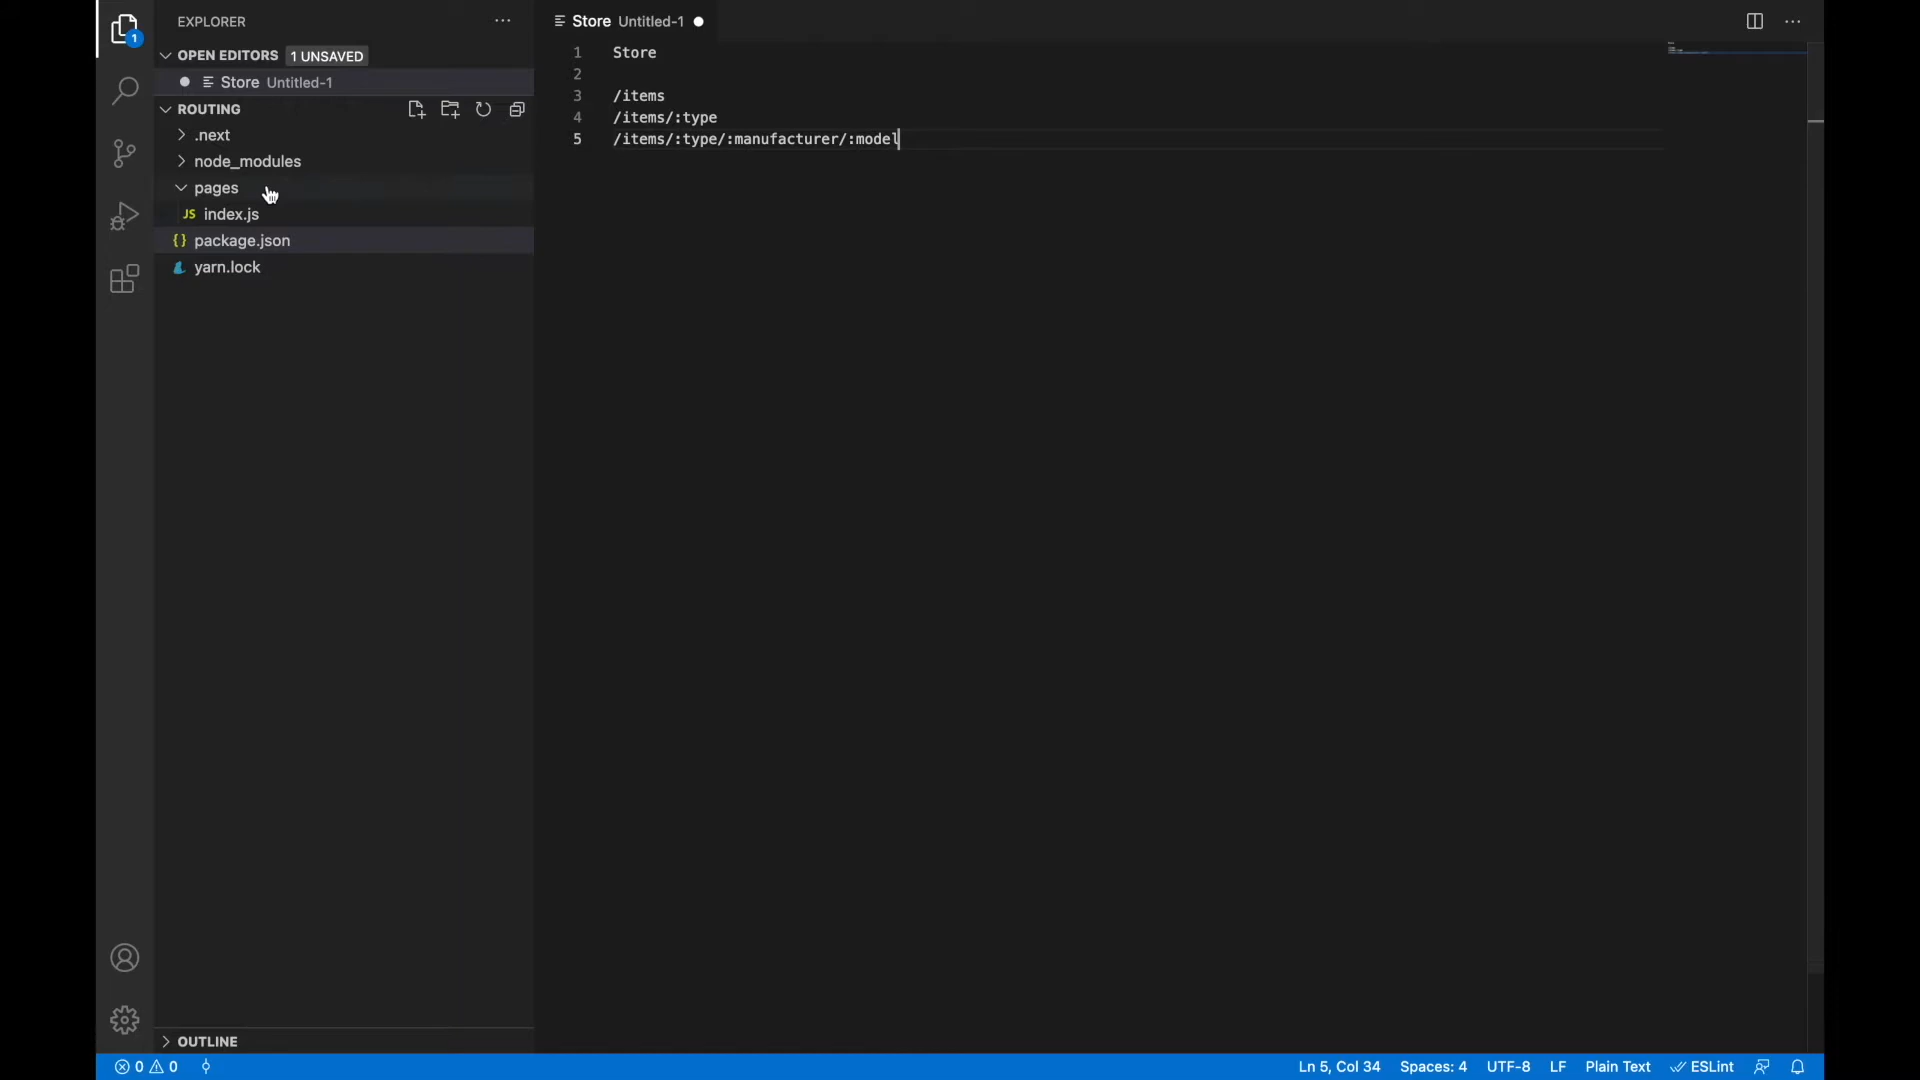 EXPLORER
OPEN EDITORS 1 UNSAVED
Store Untitled-1
ROUTING
.next
node_modules
pages
JS index.js
{} package.json
yarn.lock
OUTLINE
1
Store Untitled-1
1 Store
2
3 /items
4 /items/:type
5 /items/:type/:manufacturer/:model
0 0
Ln 5, Col 34 Spaces: 4 UTF-8 LF Plain Text ESLint